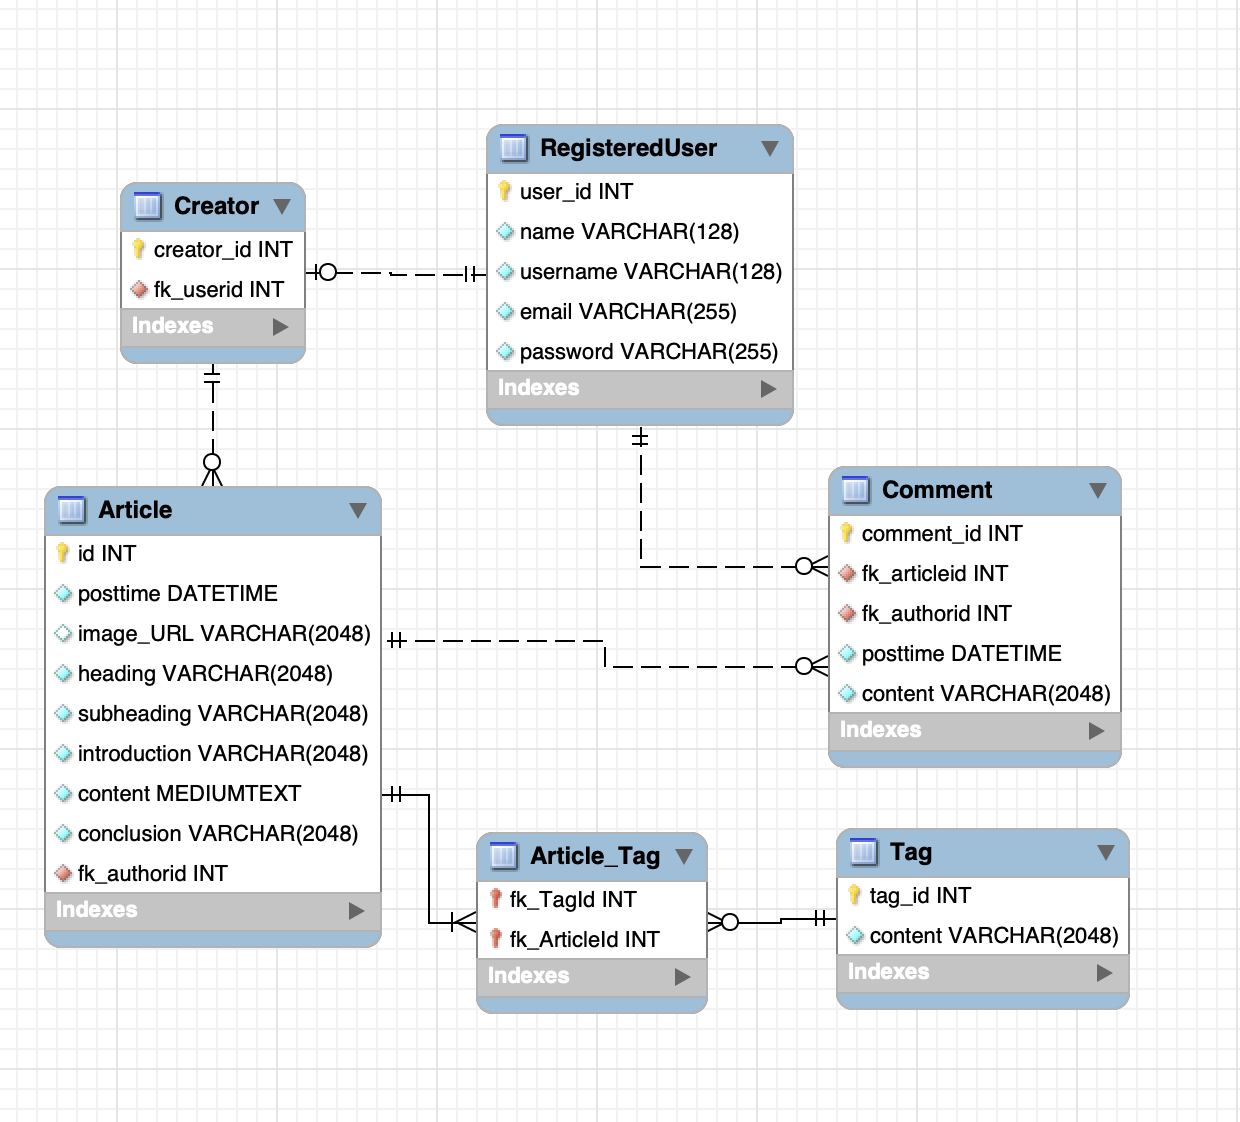 RegisteredUser
user_id INT
name VARCHAR(128)
username VARCHAR(128)
email VARCHAR(255)
password VARCHAR(255)
Indexes
Creator
creator_id INT
fk_userid INT
Indexes
Article
id INT
posttime DATETIME
image_URL VARCHAR(2048)
heading VARCHAR(2048)
subheading VARCHAR(2048)
introduction VARCHAR(2048)
content MEDIUMTEXT
conclusion VARCHAR(2048)
fk_authorid INT
Indexes
Comment
comment_id INT
fk_articleid INT
fk_authorid INT
posttime DATETIME
content VARCHAR(2048)
Indexes
Article_Tag
fk_TagId INT
fk_ArticleId INT
Indexes
Tag
tag_id INT
content VARCHAR(2048)
Indexes